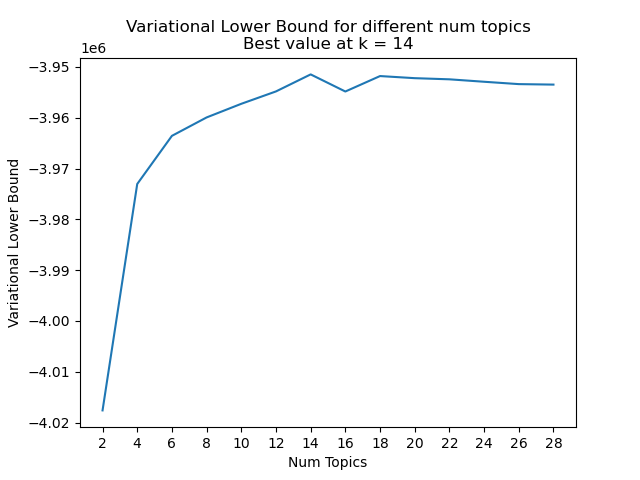 Variational Lower Bound for different num topics
Best value at k = 14
1e6
−3.95
−3.96
−3.97
−3.98
−3.99
−4.00
−4.01
−4.02
Variational Lower Bound
2 4 6 8 10 12 14 16 18 20 22 24 26 28
Num Topics